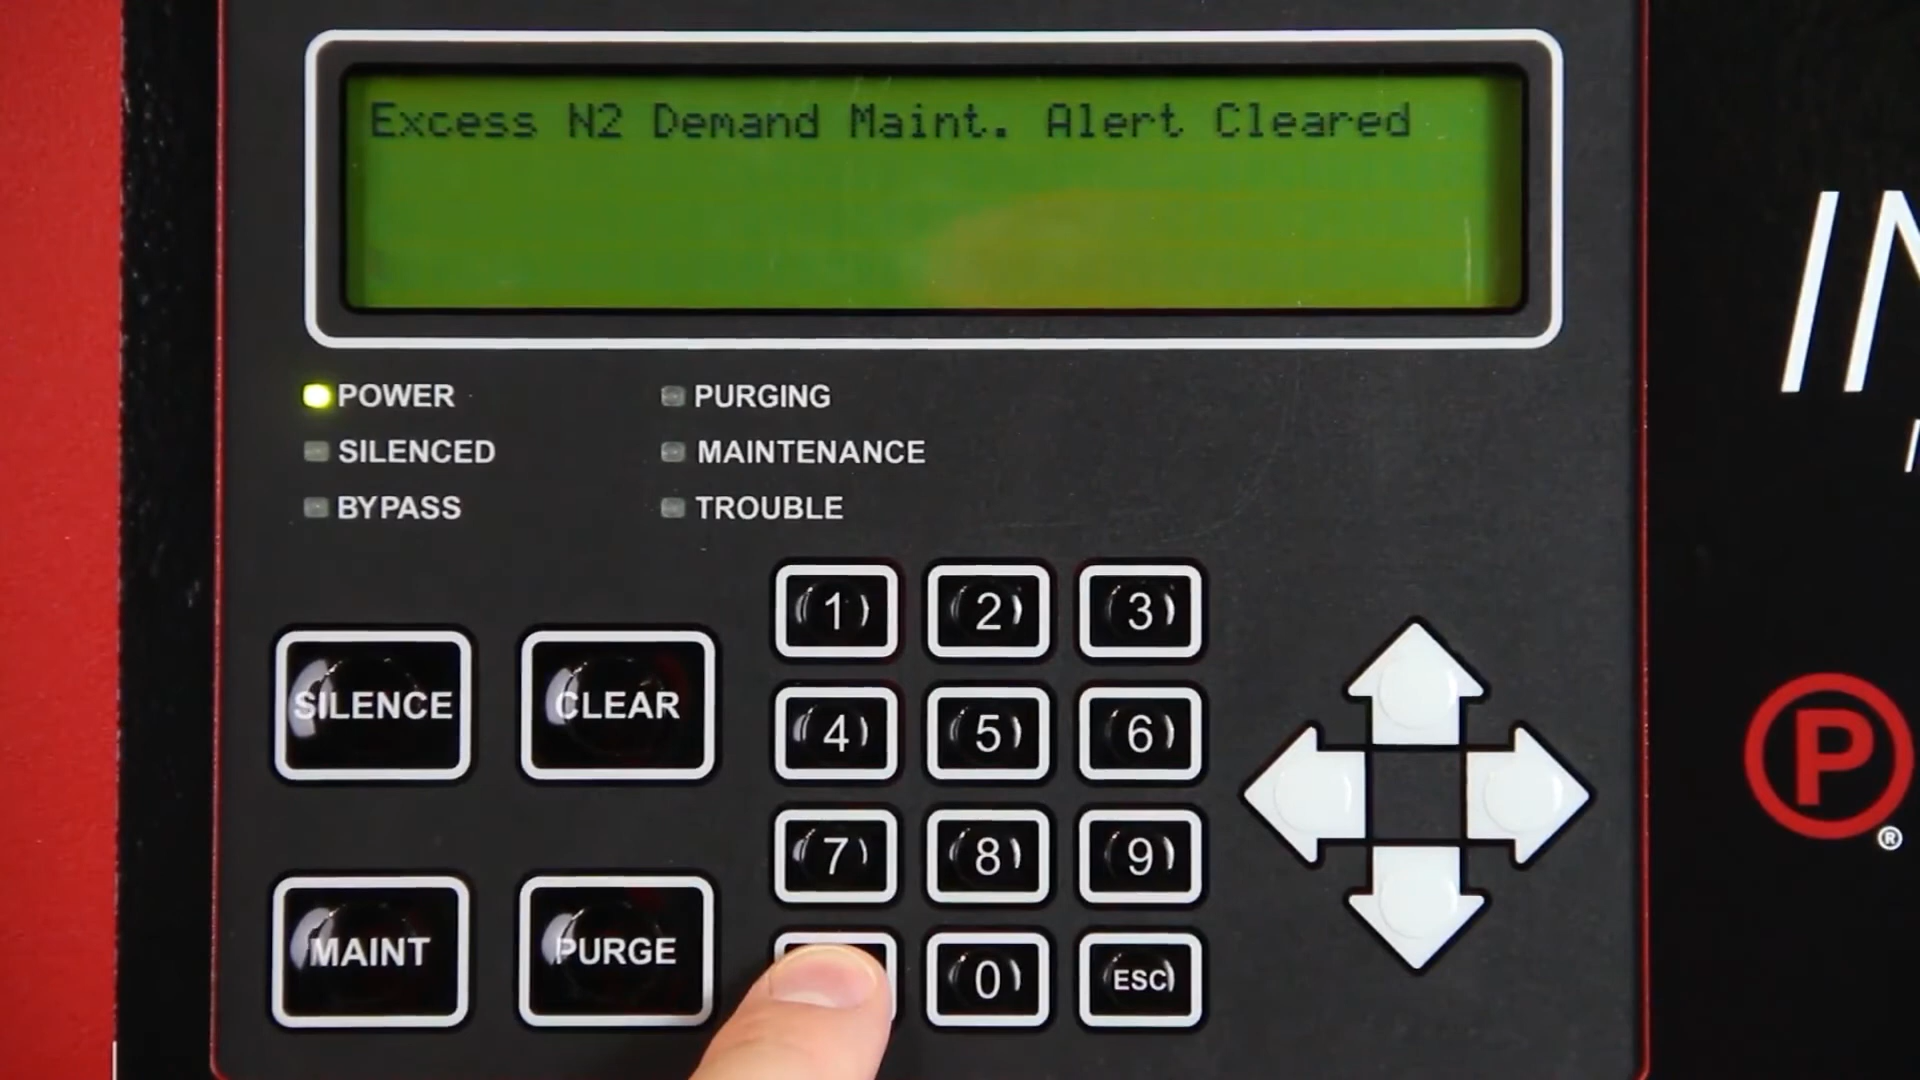 Excess N2 Demand Maint. Alert Cleared
POWER
PURGING
SILENCED
MAINTENANCE
BYPASS
TROUBLE
1
2
3
SILENCE
CLEAR
4
5
6
7
8
9
MAINT
PURGE
0
ESC
P
®